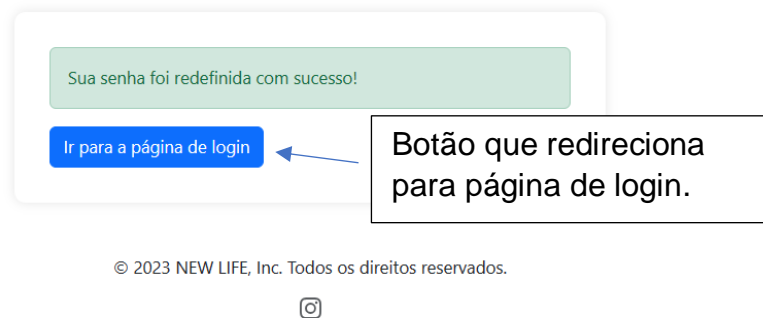 Sua senha foi redefinida com sucesso!
Ir para a página de login
Botão que redireciona
para página de login.
© 2023 NEW LIFE, Inc. Todos os direitos reservados.